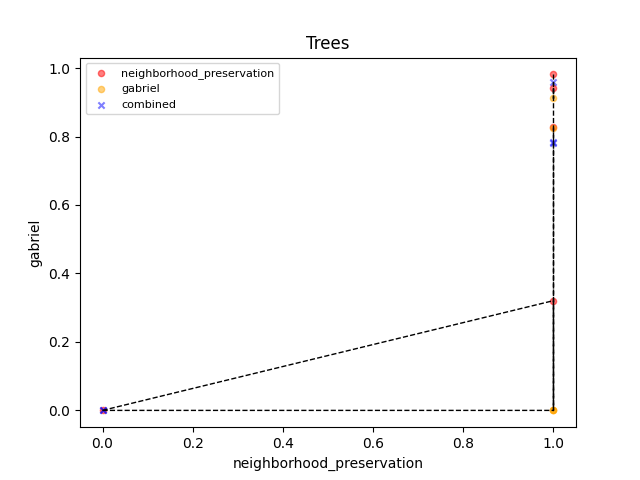 Trees
neighborhood_preservation
gabriel
combined
1.0
0.8
0.6
0.4
0.2
0.0
gabriel
0.0 0.2 0.4 0.6 0.8 1.0
neighborhood_preservation